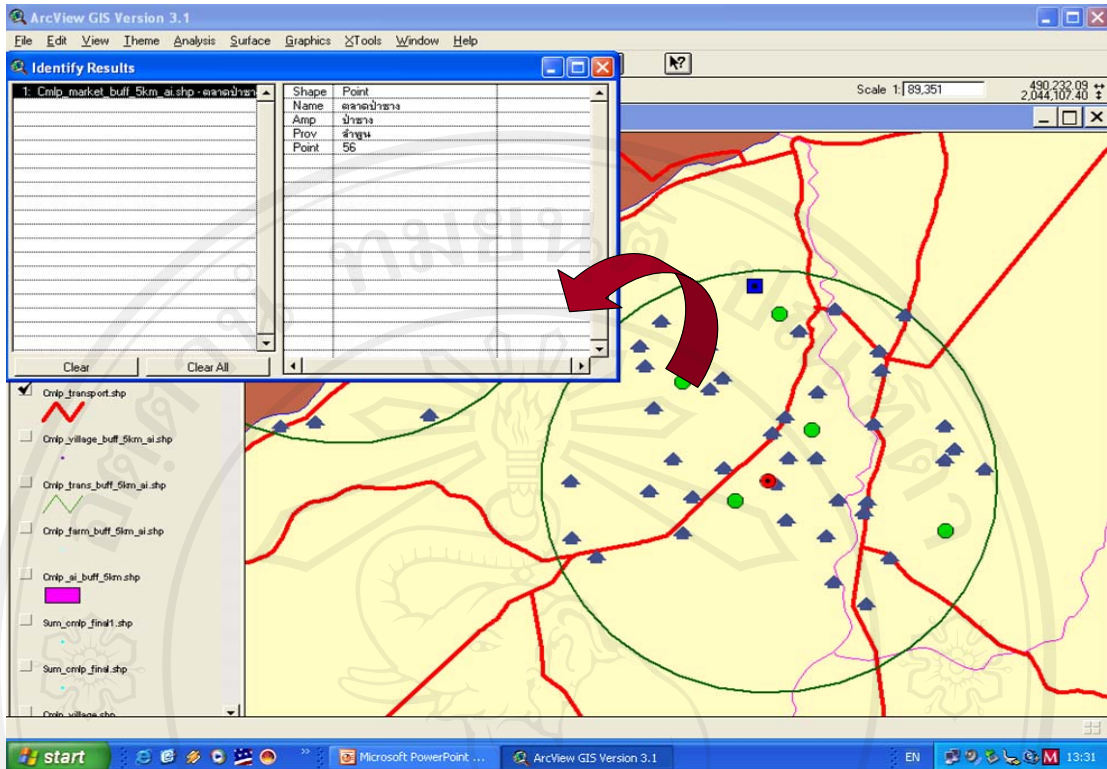 ArcView GIS Version 3.1
File Edit View Theme Analysis Surface Graphics XTools Window Help
Identify Results
Scale 1: 89,351
490,232.09
2,044,107.40
1: Cmlp_market_buff_5km_ai.shp - ตลาดป่าซาง
Shape Point
Name ตลาดป่าซาง
Amp ป่าซาง
Prov ลำพูน
Point 56
Clear Clear All
Cmlp_transport.shp
Cmlp_village_buff_5km_ai.shp
Cmlp_trans_buff_5km_ai.shp
Cmlp_farm_buff_5km_ai.shp
Cmlp_ai_buff_5km.shp
Sum_cmlp_final1.shp
Sum_cmlp_final.shp
Cmlp_village.shp
start
Microsoft PowerPoint ...
ArcView GIS Version 3.1
EN
13:31